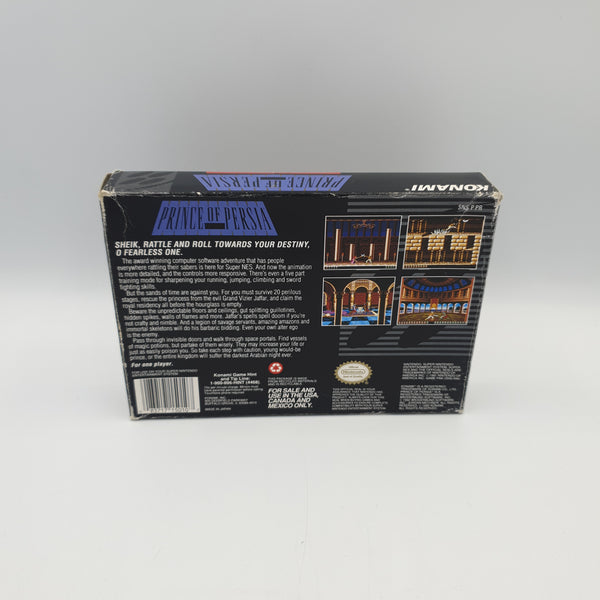 PRINCE OF PERSIA
KONAMI
SNS P PR
PRINCE OF PERSIA
SHEIK, RATTLE AND ROLL TOWARDS YOUR DESTINY,
O FEARLESS ONE.
The award winning computer software adventure that has people
everywhere rattling their sabers is here for Super NES. And now the animation
is more detailed, and the controls more responsive. There's even a five part
training mode for sharpening your running, jumping, climbing and sword
fighting skills.
But the sands of time are against you. For you must survive 20 perilous
stages, rescue the princess from the evil Grand Vizier Jaffar, and claim the
royal residency all before the hourglass is empty.
Beware the unpredictable floors and ceilings, gut splitting guillotines,
hidden spikes, walls of flames and more. Jaffar's spells spell doom if you're
not crafty and nimble. And a legion of savage servants, amazing amazons and
immortal skeletons will do his barbaric bidding. Even your own alter ego
is the enemy.
Pass through invisible doors and walk through space portals. Find vessels
of magic potions, but partake of them wisely. They may increase your life or
just as easily poison you. So take each step with caution, young would-be
prince, or the entire kingdom will suffer the darkest Arabian night ever.
For one player.
Konami Game Hint
and Tip Line:
1-900-896-HINT (4468)
MADE IN JAPAN
THIS PACKAGE IS MADE
FROM RECYCLED MATERIALS
AND IS RECYCLABLE.
FOR SALE AND
USE IN THE USA,
CANADA AND
MEXICO ONLY.